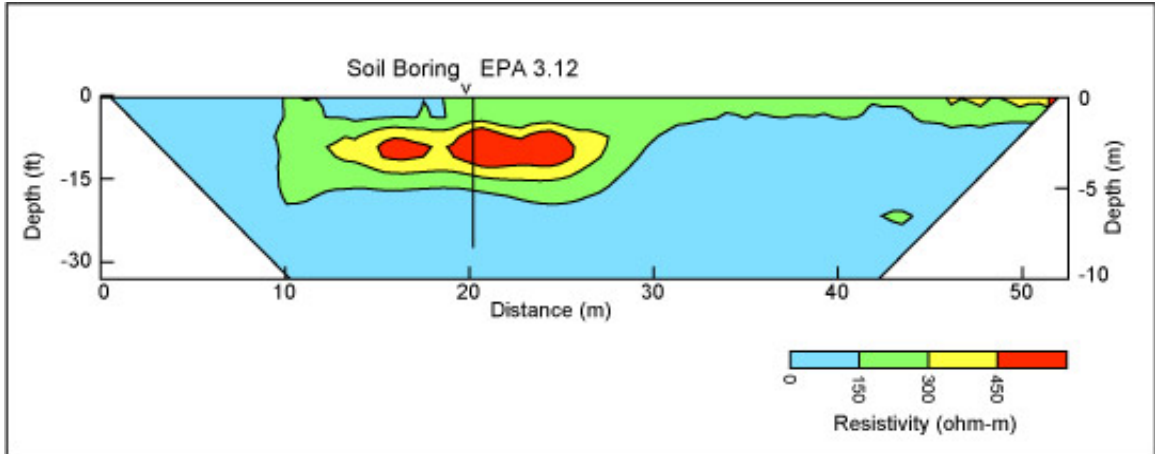 Soil Boring EPA 3.12
v
0
-15
-30
Depth (ft)
0
-5
-10
Depth (m)
0 10 20 30 40 50
Distance (m)
0 150 300 450
Resistivity (ohm-m)